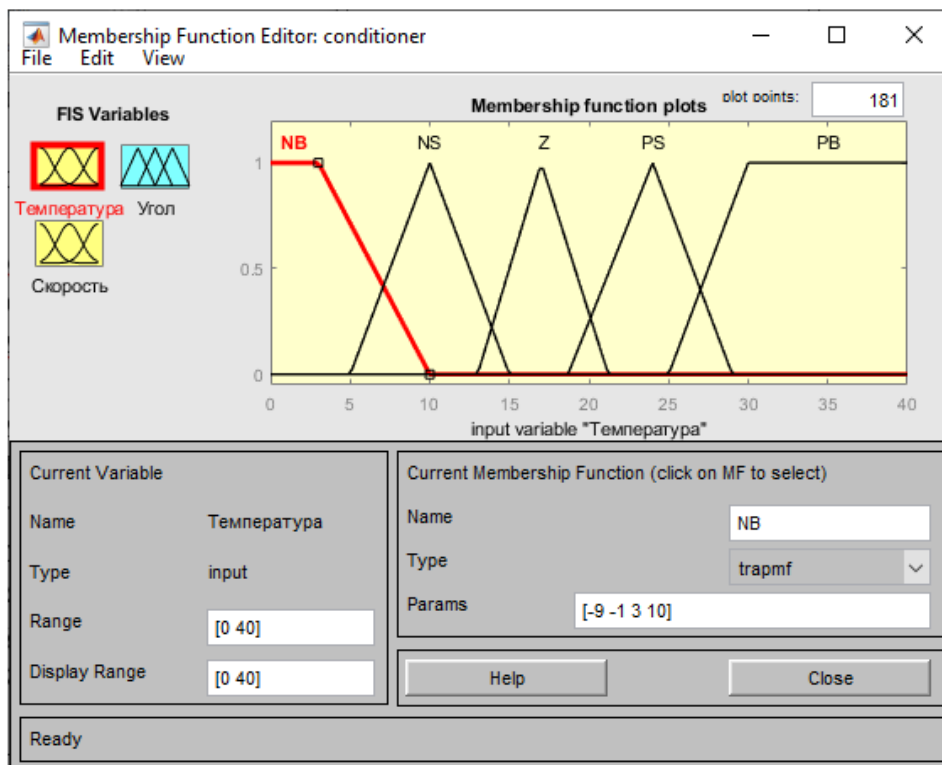 Membership Function Editor: conditioner
File Edit View
FIS Variables
Membership function plots plot points: 181
NB NS Z PS PB
1
0.5
0
0 5 10 15 20 25 30 35 40
input variable "Температура"
Температура Угол
Скорость
Current Variable
Name Температура
Type input
Range [0 40]
Display Range [0 40]
Current Membership Function (click on MF to select)
Name NB
Type trapmf
Params [-9 -1 3 10]
Help Close
Ready